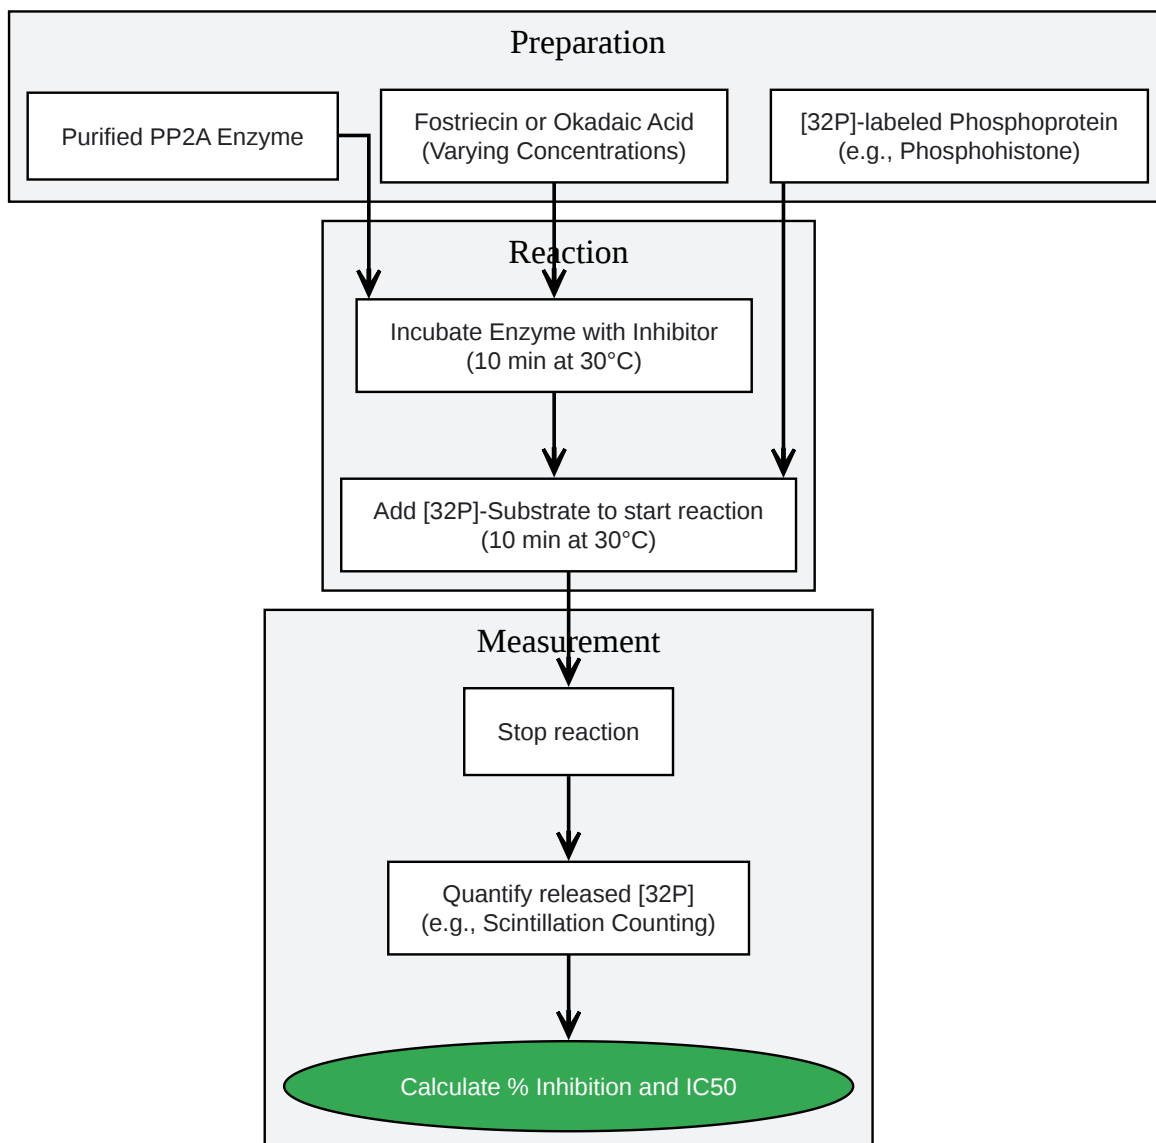 Preparation
Purified PP2A Enzyme
Fostriecin or Okadaic Acid
(Varying Concentrations)
[32P]-labeled Phosphoprotein
(e.g., Phosphohistone)
Reaction
Incubate Enzyme with Inhibitor
(10 min at 30°C)
Add [32P]-Substrate to start reaction
(10 min at 30°C)
Measurement
Stop reaction
Quantify released [32P]
(e.g., Scintillation Counting)
Calculate % Inhibition and IC50